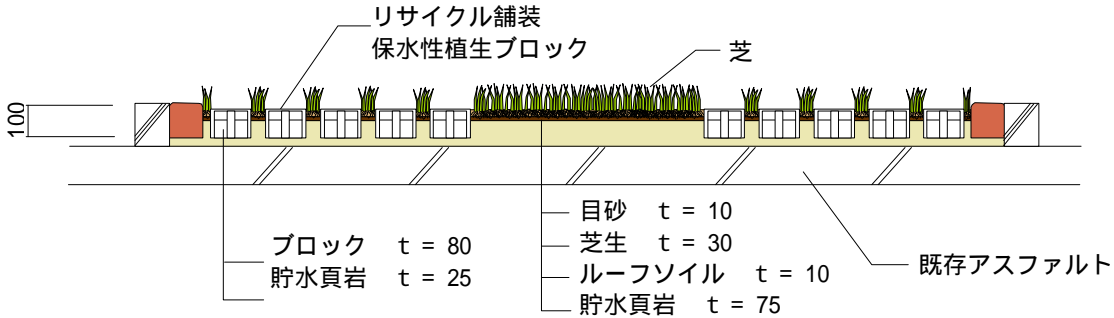 リサイクル舗装
保水性植生ブロック
芝
100
ブロック t = 80
貯水頁岩 t = 25
目砂 t = 10
芝生 t = 30
ルーフソイル t = 10
貯水頁岩 t = 75
既存アスファルト